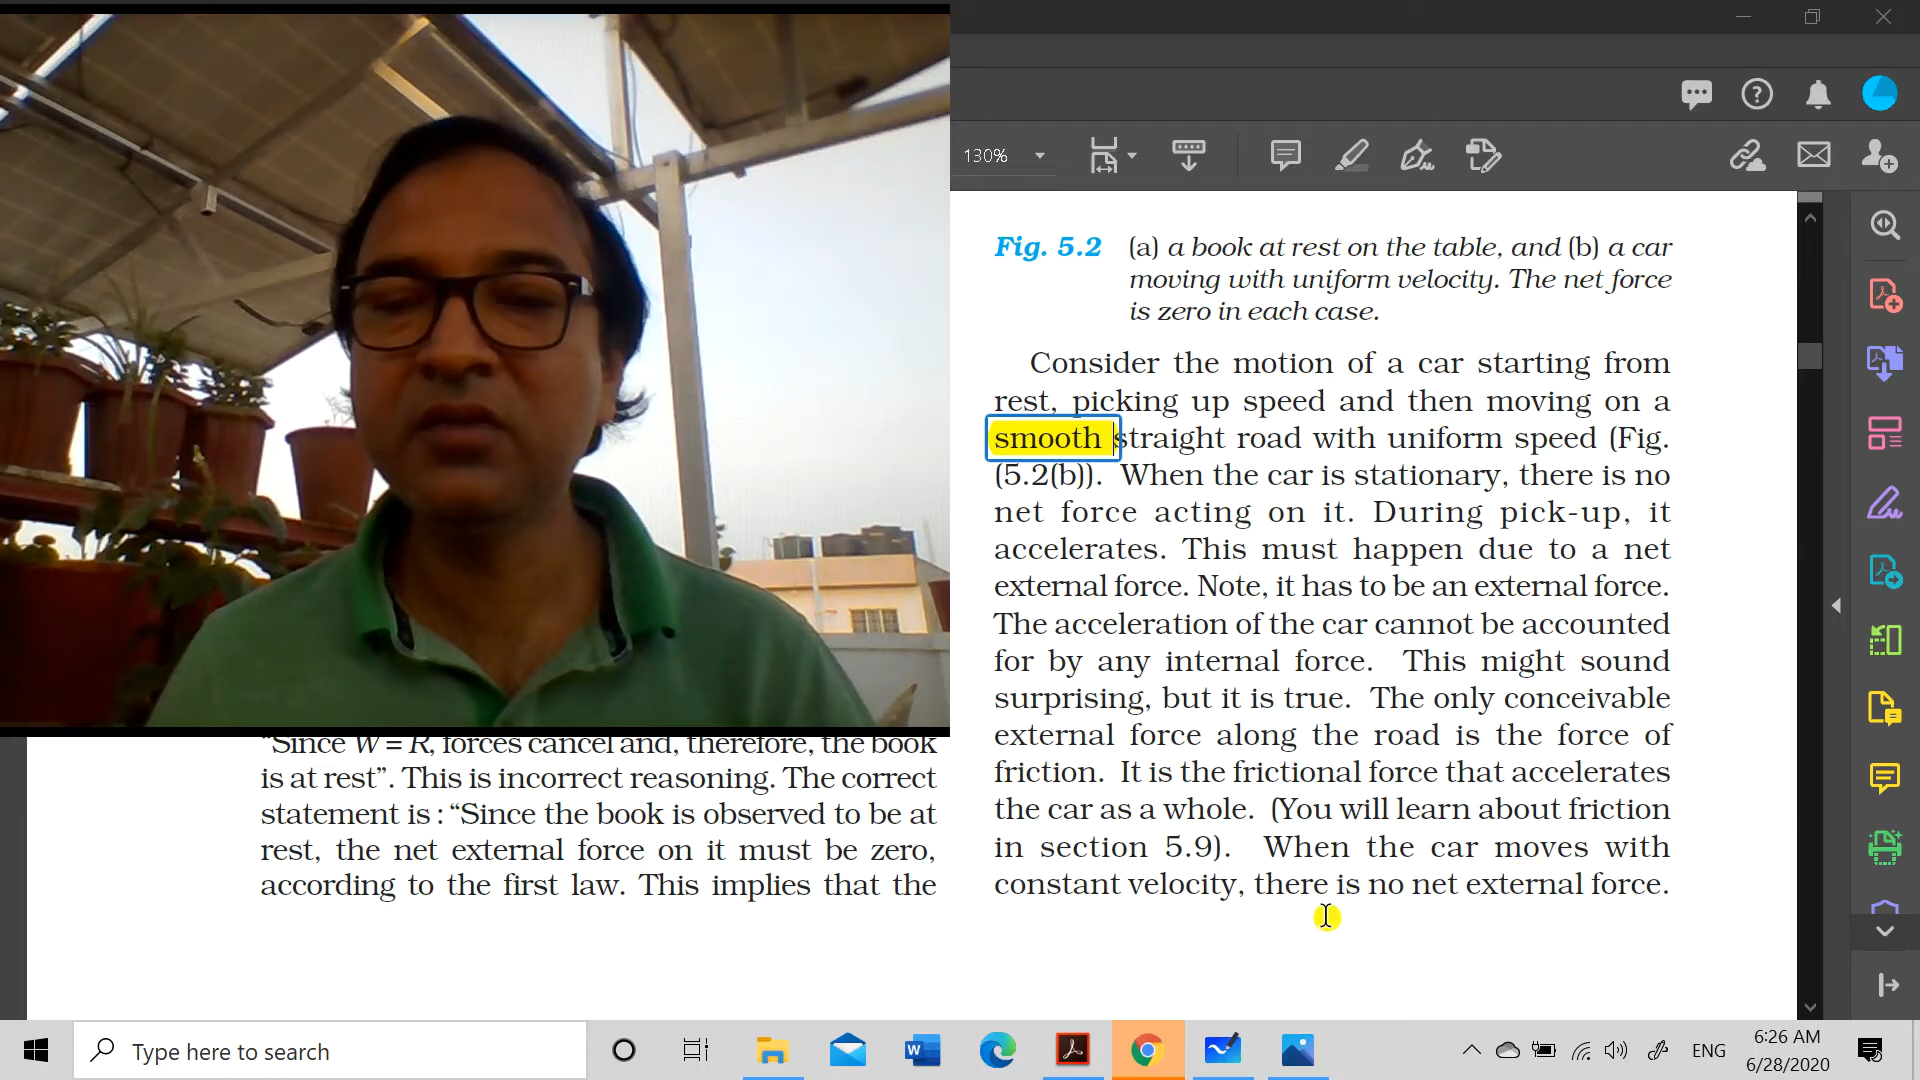 130%
Fig. 5.2 (a) a book at rest on the table, and (b) a car
moving with uniform velocity. The net force
is zero in each case.
Consider the motion of a car starting from
rest, picking up speed and then moving on a
smooth straight road with uniform speed (Fig.
(5.2(b)). When the car is stationary, there is no
net force acting on it. During pick-up, it
accelerates. This must happen due to a net
external force. Note, it has to be an external force.
The acceleration of the car cannot be accounted
for by any internal force. This might sound
surprising, but it is true. The only conceivable
external force along the road is the force of
friction. It is the frictional force that accelerates
the car as a whole. (You will learn about friction
in section 5.9). When the car moves with
constant velocity, there is no net external force.
“Since W = R, forces cancel and, therefore, the book
is at rest”. This is incorrect reasoning. The correct
statement is : “Since the book is observed to be at
rest, the net external force on it must be zero,
according to the first law. This implies that the
Type here to search
W
ENG
6:26 AM
6/28/2020